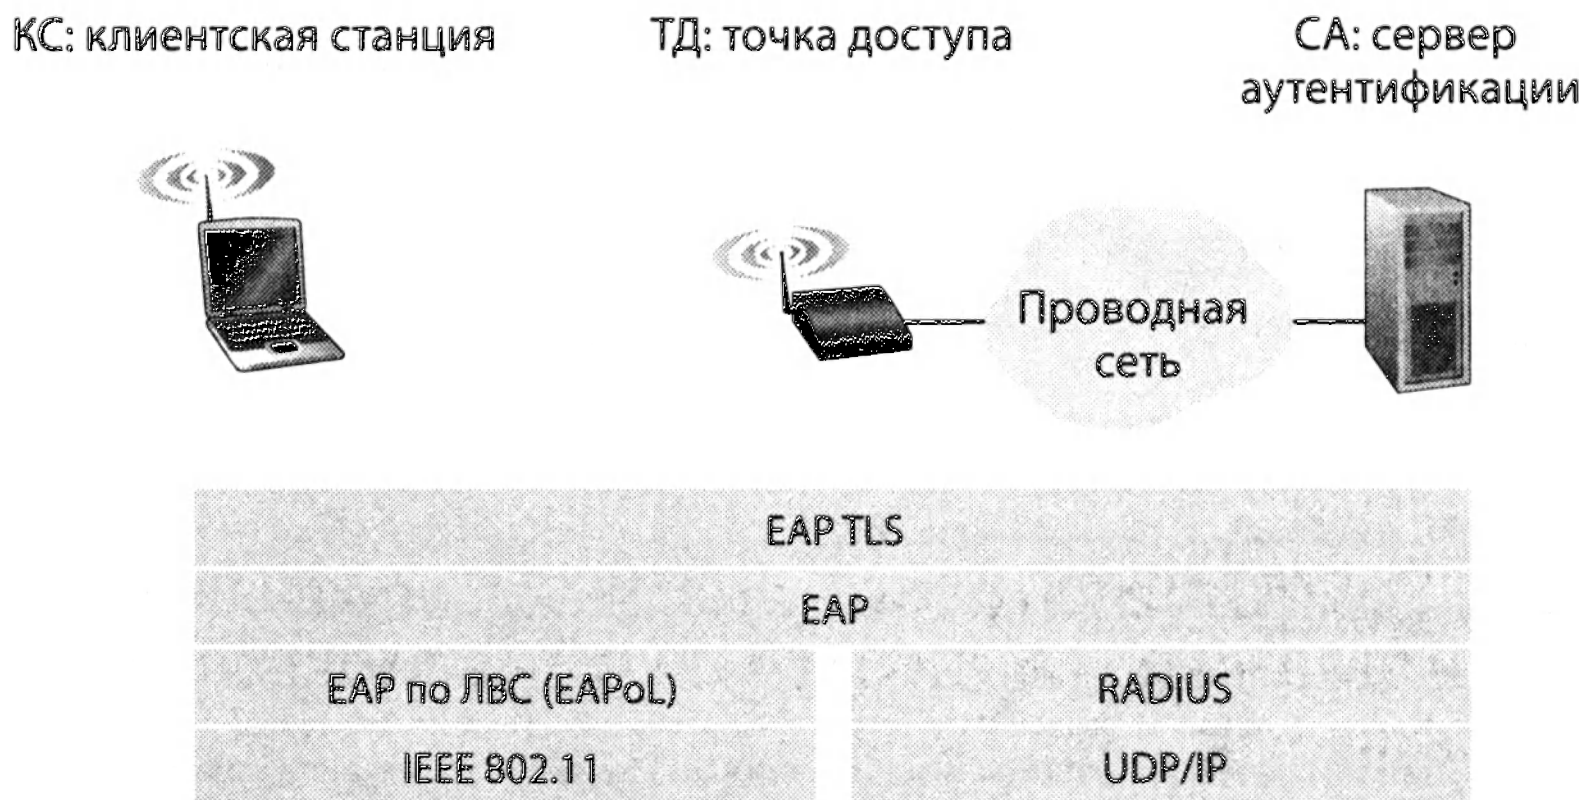 КС: клиентская станция
ТД: точка доступа
СА: сервер
аутентификации
Проводная
сеть
EAP TLS
EAP
EAP по ЛВС (EAPoL)
RADIUS
IEEE 802.11
UDP/IP